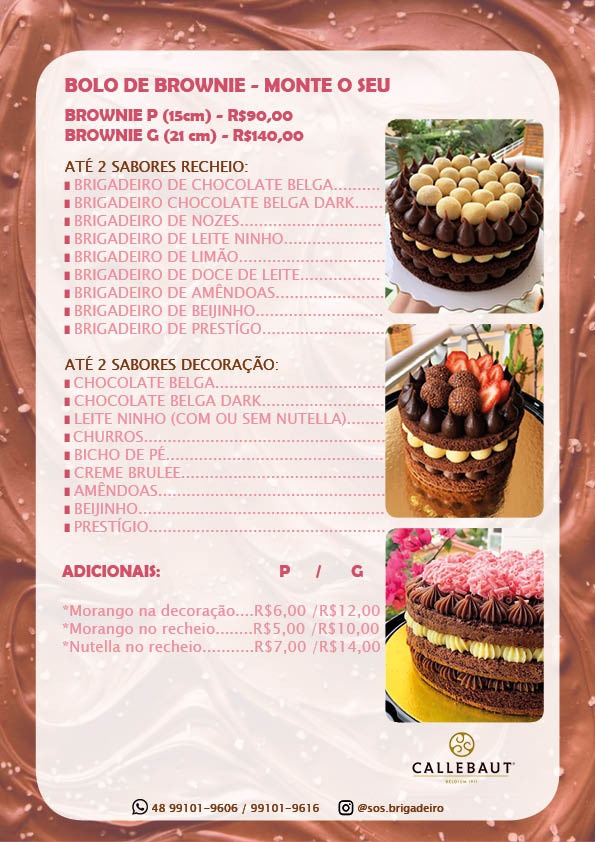 BOLO DE BROWNIE - MONTE O SEU
BROWNIE P (15cm) - R$90,00
BROWNIE G (21 cm) - R$140,00
ATÉ 2 SABORES RECHEIO:
BRIGADEIRO DE CHOCOLATE BELGA..........
BRIGADEIRO CHOCOLATE BELGA DARK......
BRIGADEIRO DE NOZES...............................
BRIGADEIRO DE LEITE NINHO......................
BRIGADEIRO DE LIMÃO................................
BRIGADEIRO DE DOCE DE LEITE..................
BRIGADEIRO DE AMÊNDOAS........................
BRIGADEIRO DE BEIJINHO............................
BRIGADEIRO DE PRESTÍGO...........................
ATÉ 2 SABORES DECORAÇÃO:
CHOCOLATE BELGA.....................................
CHOCOLATE BELGA DARK...........................
LEITE NINHO (COM OU SEM NUTELLA)........
CHURROS.....................................................
BICHO DE PÉ................................................
CREME BRULEE.............................................
AMÊNDOAS..................................................
BEIJINHO......................................................
PRESTÍGIO....................................................
ADICIONAIS: P / G
*Morango na decoração....R$6,00 /R$12,00
*Morango no recheio........R$5,00 /R$10,00
*Nutella no recheio...........R$7,00 /R$14,00
CALLEBAUT®
BELGIUM 1911
48 99101-9606 / 99101-9616 @sos.brigadeiro